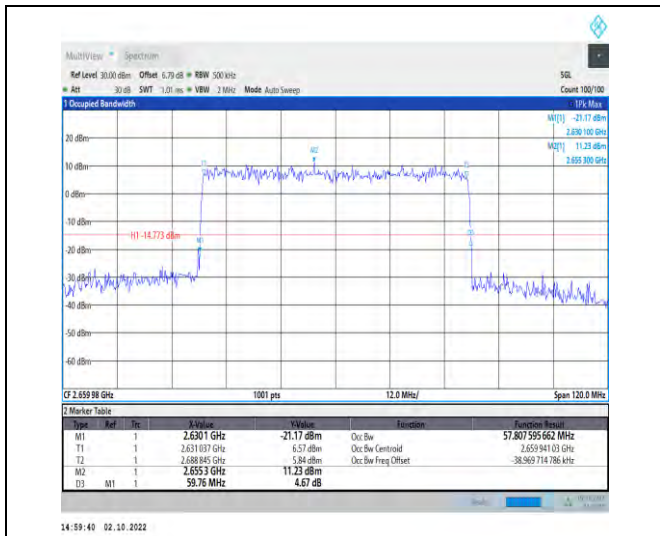 MultiView Spectrum
Ref Level 30.00 dBm Offset 6.79 dB RBW 500 kHz SGL
Att 30 dB SWT 1.01 ms VBW 2 MHz Mode Auto Sweep Count 100/100
1 Occupied Bandwidth 1Pk Max
M1[1] -21.17 dBm
2.630 100 GHz
M2[1] 11.23 dBm
2.655 300 GHz
M2
T1
T2
20 dBm
10 dBm
0 dBm
-10 dBm
H1 -14.773 dBm
M1
D3
-20 dBm
-30 dBm
-40 dBm
-50 dBm
-60 dBm
CF 2.659 98 GHz 1001 pts 12.0 MHz/ Span 120.0 MHz
2 Marker Table
Type Ref Trc X-Value Y-Value Function Function Result
M1 1 2.6301 GHz -21.17 dBm Occ Bw 57.807 595 662 MHz
T1 1 2.631 037 GHz 6.57 dBm Occ Bw Centroid 2.659 941 03 GHz
T2 1 2.688 845 GHz 5.84 dBm Occ Bw Freq Offset -38.969 714 786 kHz
M2 1 2.655 3 GHz 11.23 dBm
D3 M1 1 59.76 MHz 4.67 dB
14:59:40 02.10.2022